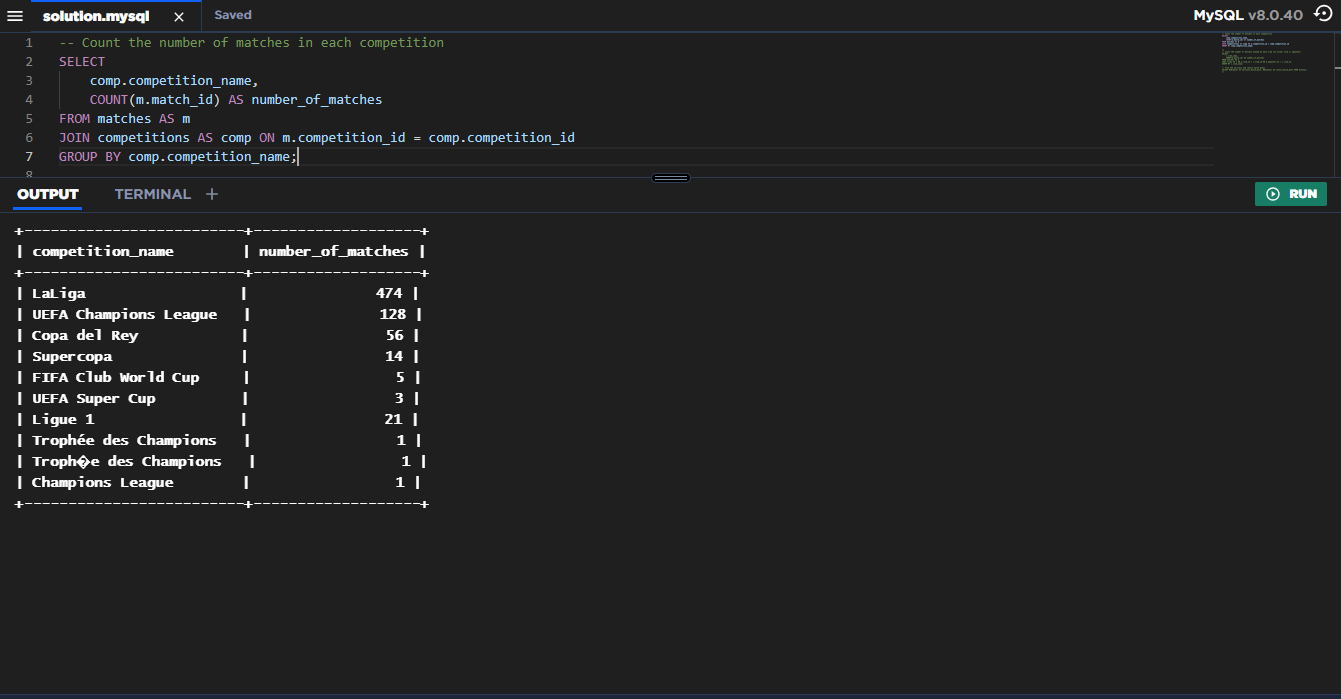 solution.mysql × Saved MySQL v8.0.40
1 -- Count the number of matches in each competition
2 SELECT
3 comp.competition_name,
4 COUNT(m.match_id) AS number_of_matches
5 FROM matches AS m
6 JOIN competitions AS comp ON m.competition_id = comp.competition_id
7 GROUP BY comp.competition_name;
8
OUTPUT TERMINAL + RUN
+-------------------------+-------------------+
| competition_name | number_of_matches |
+-------------------------+-------------------+
| LaLiga | 474 |
| UEFA Champions League | 128 |
| Copa del Rey | 56 |
| Supercopa | 14 |
| FIFA Club World Cup | 5 |
| UEFA Super Cup | 3 |
| Ligue 1 | 21 |
| Trophée des Champions | 1 |
| Troph�e des Champions | 1 |
| Champions League | 1 |
+-------------------------+-------------------+